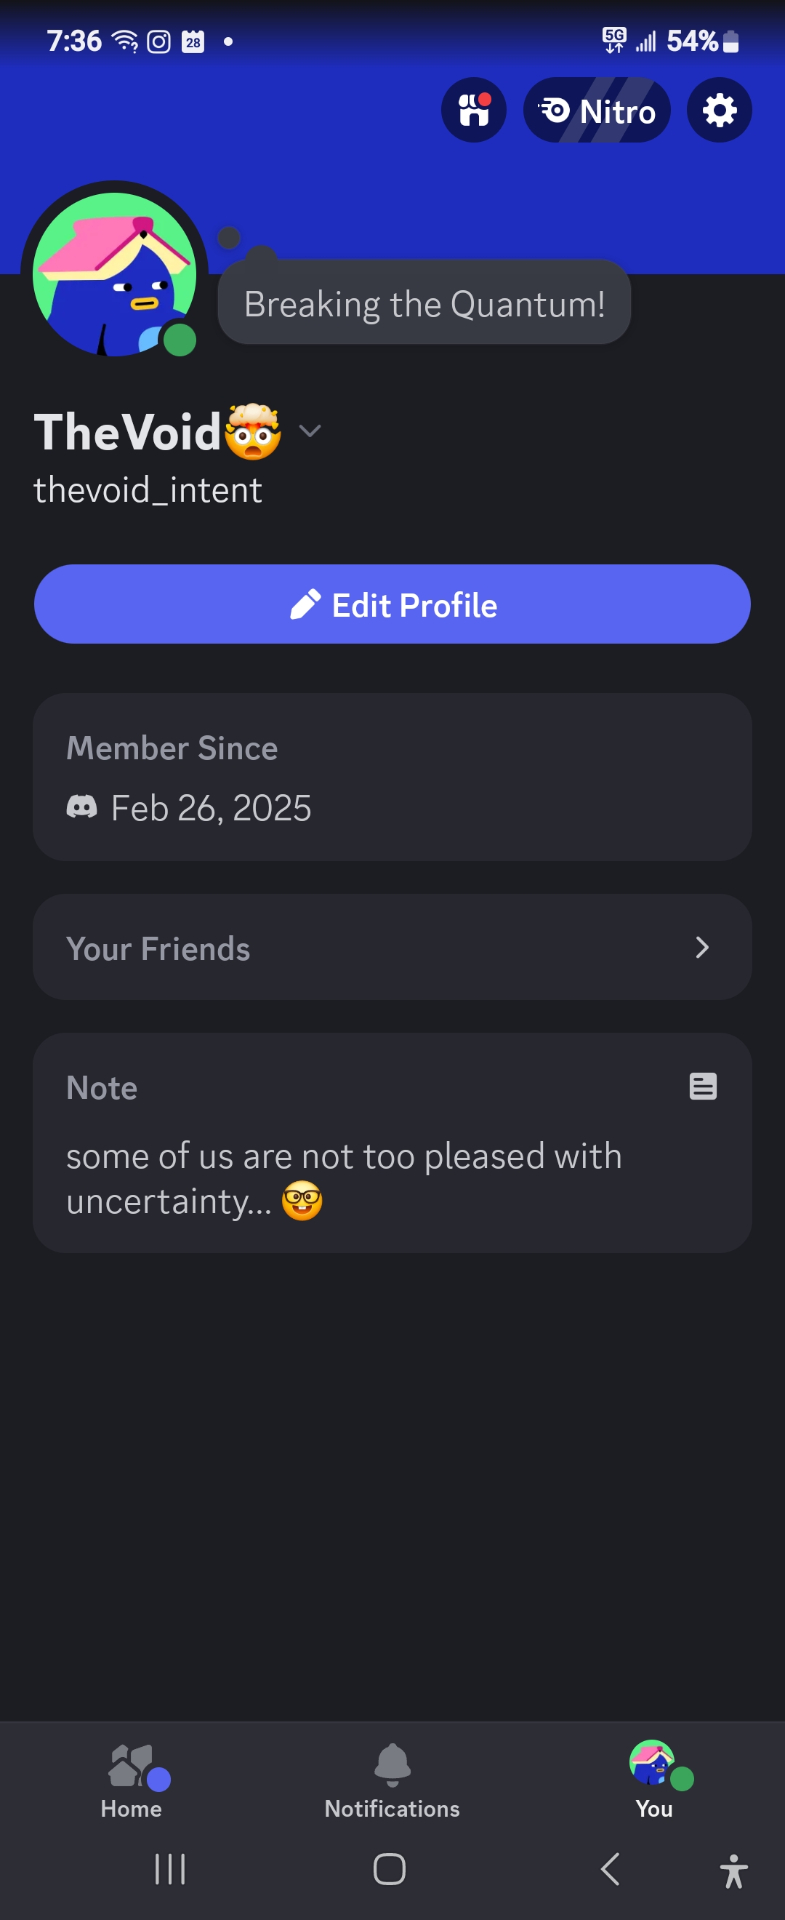 7:36 28 5G 54%
Nitro
Breaking the Quantum!
TheVoid🤯
thevoid_intent
Edit Profile
Member Since
Feb 26, 2025
Your Friends
Note
some of us are not too pleased with
uncertainty... 🤓
Home Notifications You